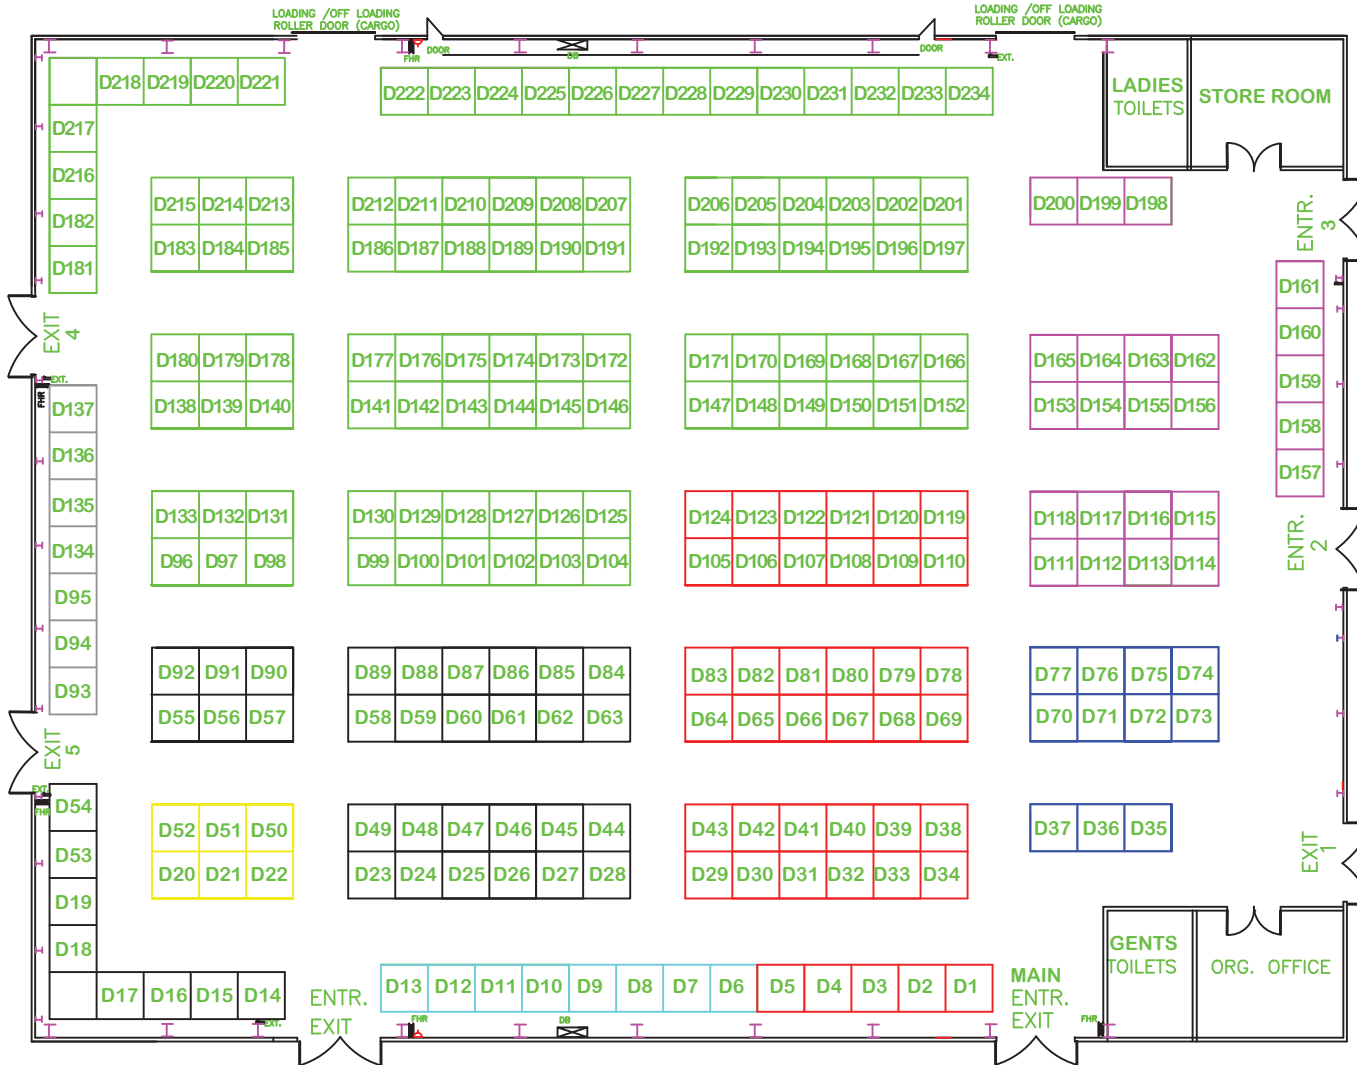 LOADING /OFF LOADING
ROLLER DOOR (CARGO)
LOADING /OFF LOADING
ROLLER DOOR (CARGO)
FHR
DOOR
DB
DOOR
EXT.
D218 D219 D220 D221
D222 D223 D224 D225 D226 D227 D228 D229 D230 D231 D232 D233 D234
LADIES
TOILETS
STORE ROOM
D217
D216
D182
D181
D215 D214 D213
D183 D184 D185
D212 D211 D210 D209 D208 D207
D186 D187 D188 D189 D190 D191
D206 D205 D204 D203 D202 D201
D192 D193 D194 D195 D196 D197
D200 D199 D198
ENTR.
3
D161
D160
D159
D158
D157
EXIT
4
EXT.
FHR
D180 D179 D178
D138 D139 D140
D177 D176 D175 D174 D173 D172
D141 D142 D143 D144 D145 D146
D171 D170 D169 D168 D167 D166
D147 D148 D149 D150 D151 D152
D165 D164 D163 D162
D153 D154 D155 D156
D137
D136
D135
D134
D95
D94
D93
D133 D132 D131
D96 D97 D98
D130 D129 D128 D127 D126 D125
D99 D100 D101 D102 D103 D104
D124 D123 D122 D121 D120 D119
D105 D106 D107 D108 D109 D110
D118 D117 D116 D115
D111 D112 D113 D114
ENTR.
2
D92 D91 D90
D55 D56 D57
D89 D88 D87 D86 D85 D84
D58 D59 D60 D61 D62 D63
D83 D82 D81 D80 D79 D78
D64 D65 D66 D67 D68 D69
D77 D76 D75 D74
D70 D71 D72 D73
EXIT
5
EXT.
FHR
D54
D53
D19
D18
D52 D51 D50
D20 D21 D22
D49 D48 D47 D46 D45 D44
D23 D24 D25 D26 D27 D28
D43 D42 D41 D40 D39 D38
D29 D30 D31 D32 D33 D34
D37 D36 D35
EXIT
1
D17 D16 D15 D14
EXT.
ENTR.
EXIT
D13 D12 D11 D10 D9 D8 D7 D6 D5 D4 D3 D2 D1
FHR
DB
MAIN
ENTR.
EXIT
FHR
GENTS
TOILETS
ORG. OFFICE